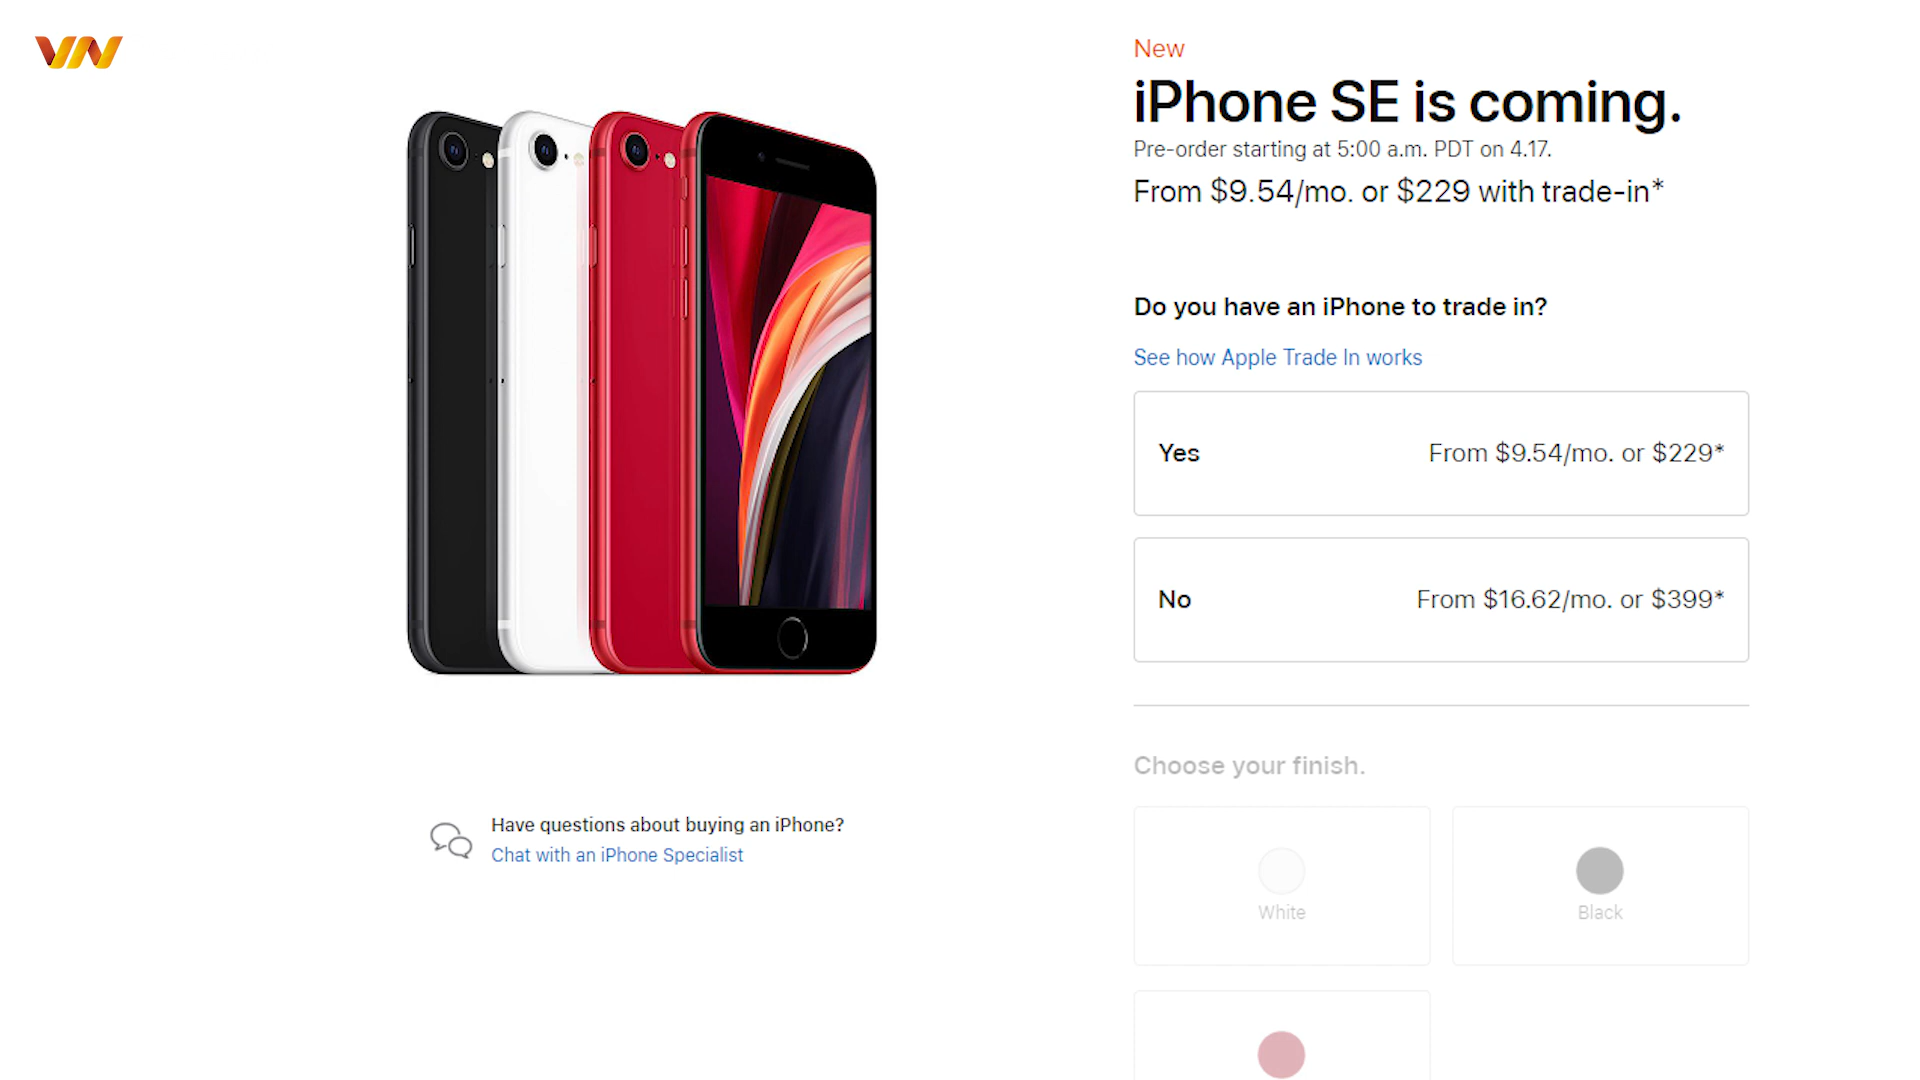 VN
New
iPhone SE is coming.
Pre-order starting at 5:00 a.m. PDT on 4.17.
From $9.54/mo. or $229 with trade-in*
Do you have an iPhone to trade in?
See how Apple Trade In works
Yes From $9.54/mo. or $229*
No From $16.62/mo. or $399*
Have questions about buying an iPhone?
Chat with an iPhone Specialist
Choose your finish.
White
Black